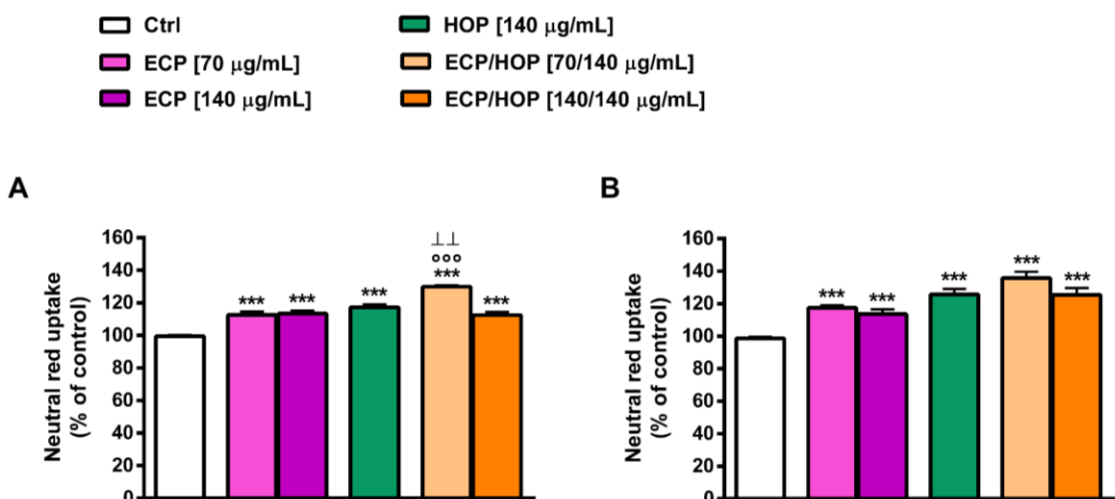 Ctrl
HOP [140 μg/mL]
ECP [70 μg/mL]
ECP/HOP [70/140 μg/mL]
ECP [140 μg/mL]
ECP/HOP [140/140 μg/mL]
A
B
Neutral red uptake
(% of control)
160
140
120
100
80
60
40
20
0
***
***
***
⊥⊥
°°°
***
***
Neutral red uptake
(% of control)
160
140
120
100
80
60
40
20
0
***
***
***
***
***